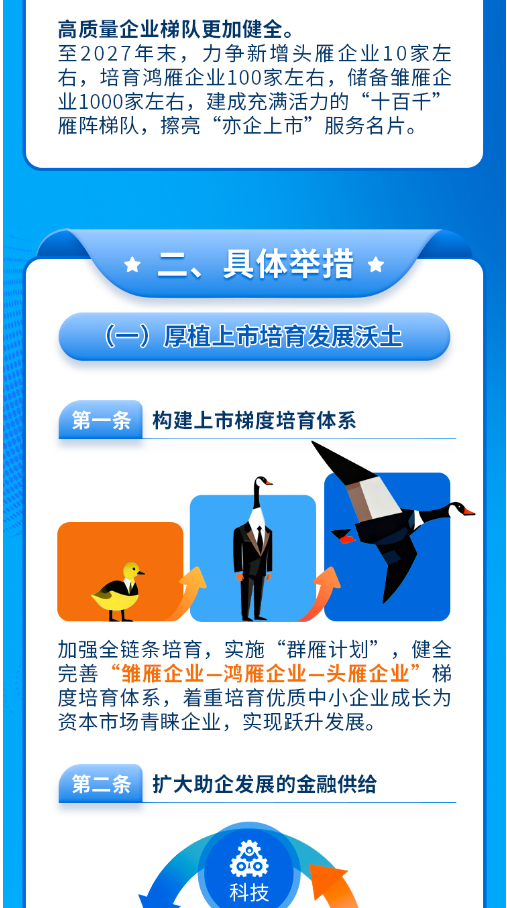 高质量企业梯队更加健全。
至2027年末，力争新增头雁企业10家左
右，培育鸿雁企业100家左右，储备雏雁企
业1000家左右，建成充满活力的“十百千”
雁阵梯队，擦亮“亦企上市”服务名片。
二、具体举措
（一）厚植上市培育发展沃土
第一条 构建上市梯度培育体系
加强全链条培育，实施“群雁计划”，健全
完善“雏雁企业—鸿雁企业—头雁企业”梯
度培育体系，着重培育优质中小企业成长为
资本市场青睐企业，实现跃升发展。
第二条 扩大助企发展的金融供给
科技